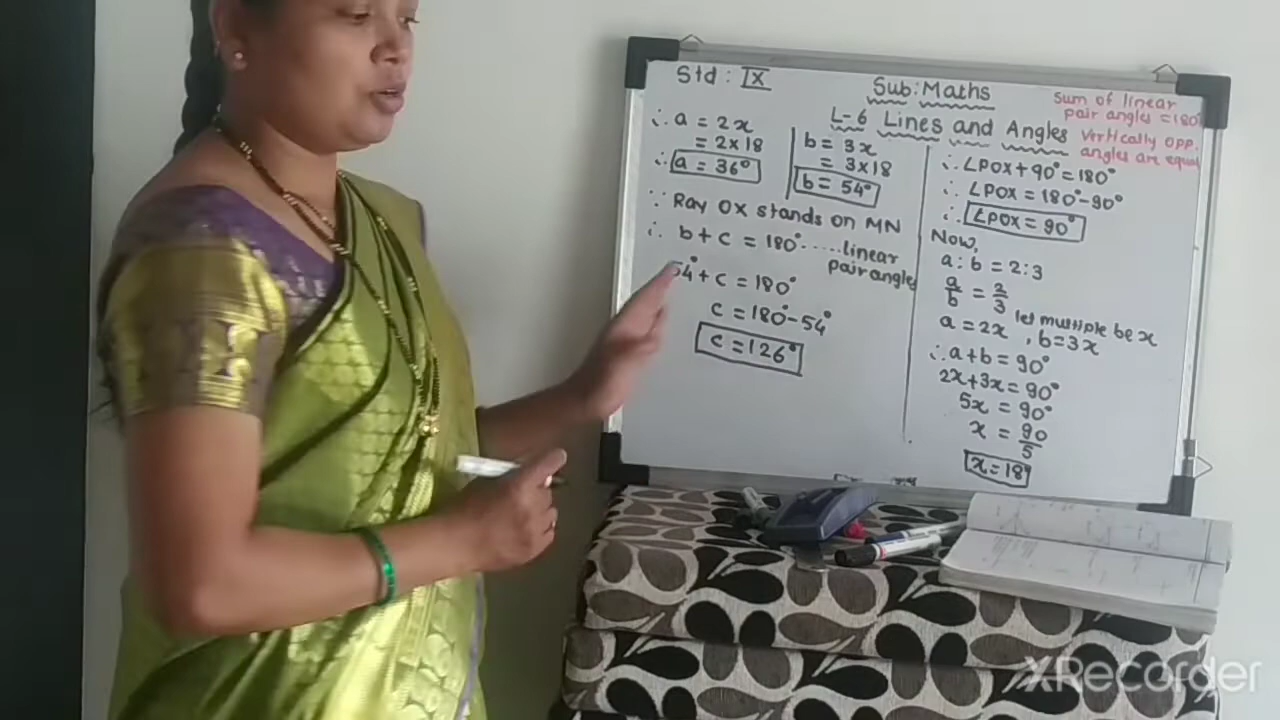 Std : IX
Sub: Maths
L-6 Lines and Angles
Sum of linear
pair angles = 180°
vertically opp.
angles are equal
∴ a = 2x
= 2x18
∴ a = 36°
b = 3x
= 3x18
b = 54°
∵ Ray OX stands on MN
∴ b + c = 180° ..... linear
pair angles
54° + c = 180°
c = 180° - 54°
c = 126°
∴ ∠POX + 90° = 180°
∴ ∠POX = 180° - 90°
∴ ∠POX = 90°
Now,
a : b = 2 : 3
a/b = 2/3
let multiple be x
a = 2x , b = 3x
∴ a + b = 90°
2x + 3x = 90°
5x = 90°
x = 90/5
x = 18
XRecorder